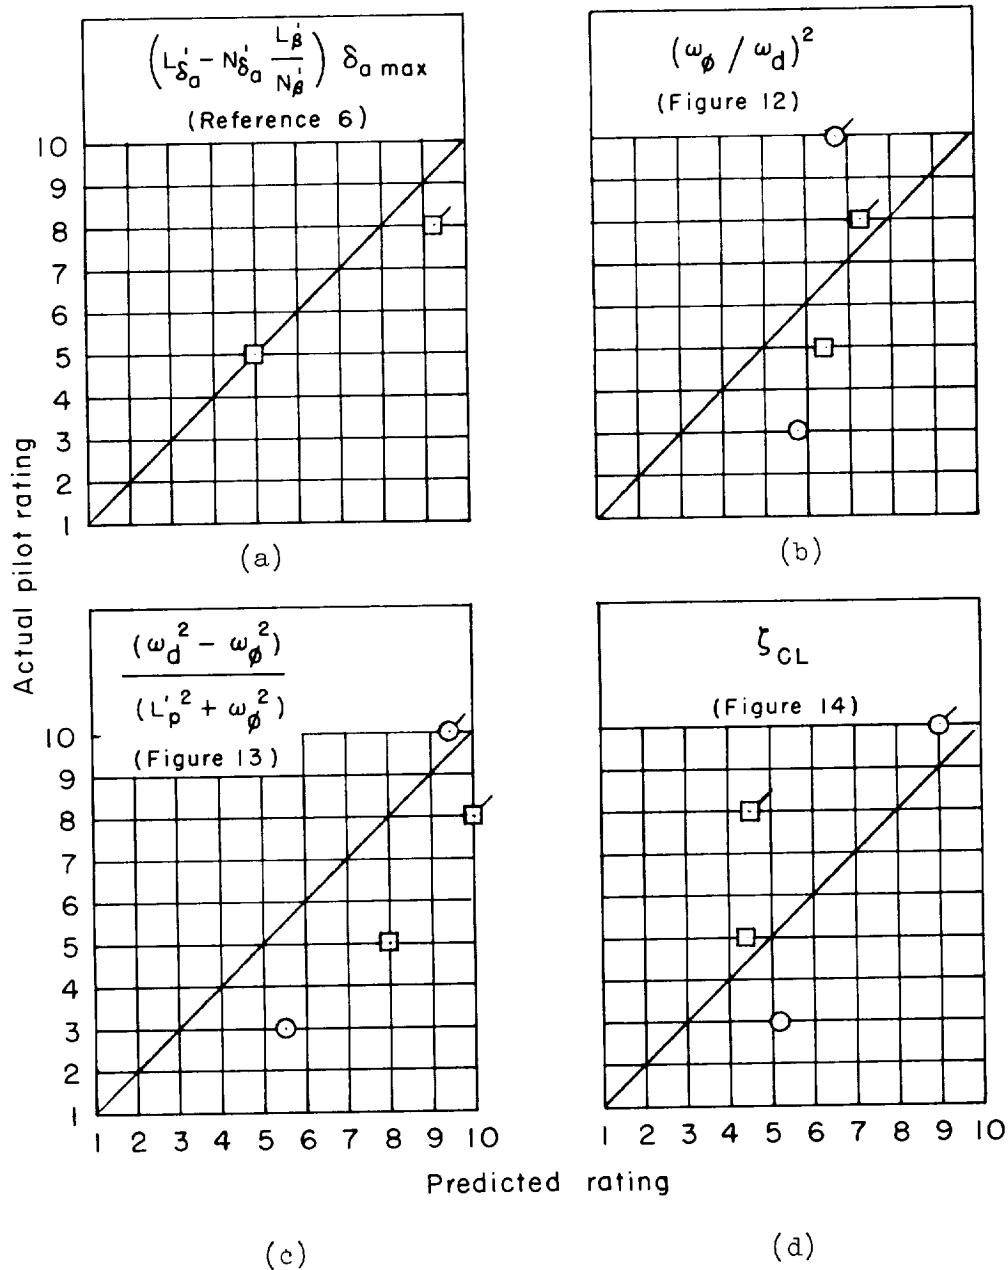 (L'δa − N'δa L'β / N'β) δa max
(Reference 6)
(ωϕ / ωd)²
(Figure 12)
10
9
8
7
6
5
4
3
2
1
(a)
(b)
Actual pilot rating
(ωd² − ωϕ²)
(L'p² + ωϕ²)
(Figure 13)
ζCL
(Figure 14)
10
9
8
7
6
5
4
3
2
1
1 2 3 4 5 6 7 8 9 10
1 2 3 4 5 6 7 8 9 10
Predicted rating
(c)
(d)